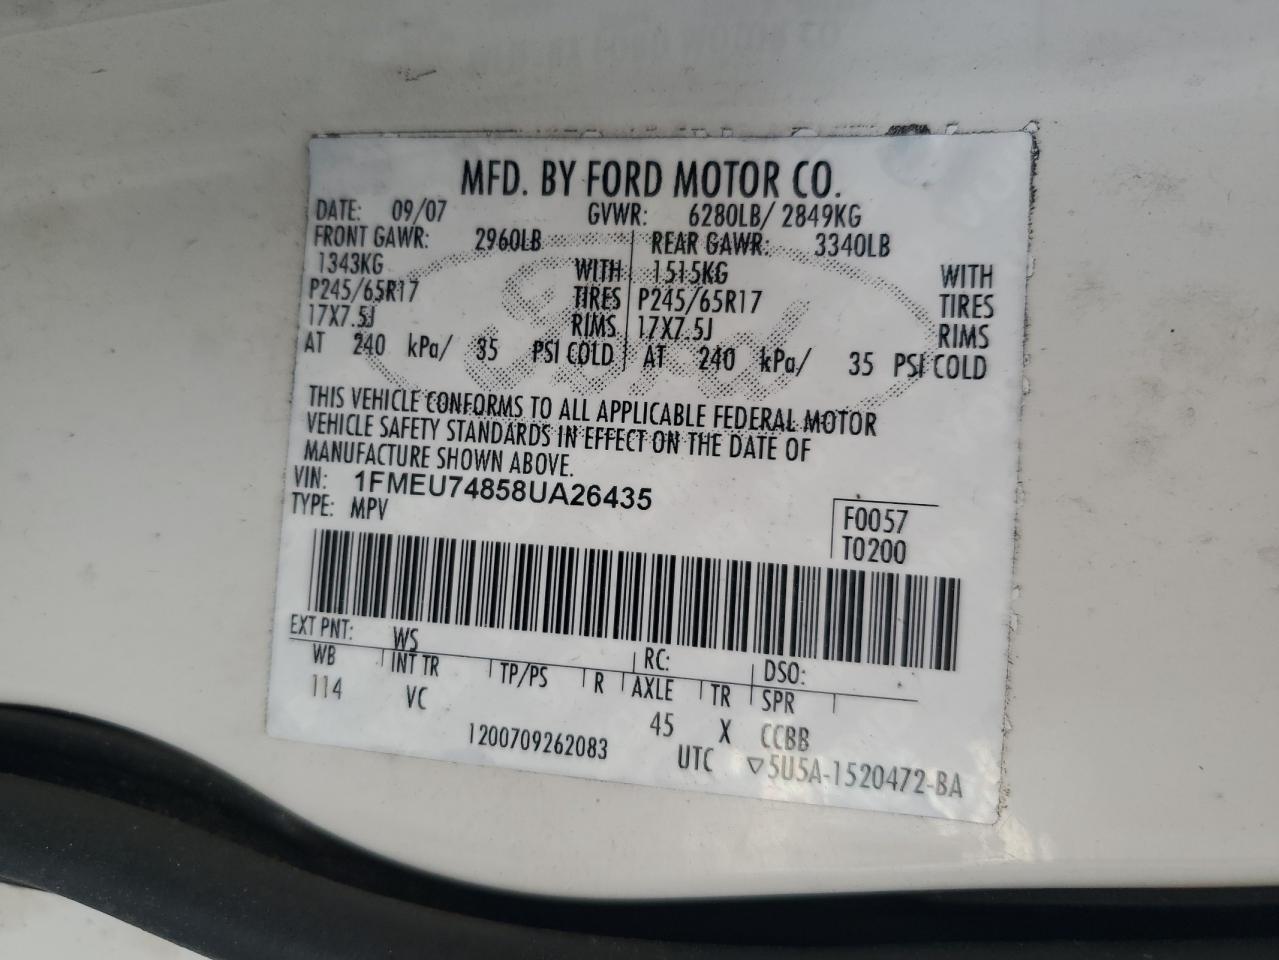 MFD. BY FORD MOTOR CO.
DATE: 09/07 GVWR: 6280LB/ 2849KG
FRONT GAWR: 2960LB REAR GAWR: 3340LB
1343KG WITH 1515KG WITH
P245/65R17 TIRES P245/65R17 TIRES
17X7.5J RIMS 17X7.5J RIMS
AT 240 kPa/ 35 PSI COLD AT 240 kPa/ 35 PSI COLD
THIS VEHICLE CONFORMS TO ALL APPLICABLE FEDERAL MOTOR
VEHICLE SAFETY STANDARDS IN EFFECT ON THE DATE OF
MANUFACTURE SHOWN ABOVE.
VIN: 1FMEU74858UA26435
TYPE: MPV
F0057
T0200
EXT PNT: WS RC: DSO:
WB INT TR TP/PS R AXLE TR SPR
114 VC 45 X CCBB
1200709262083 UTC ▽5U5A-1520472-BA